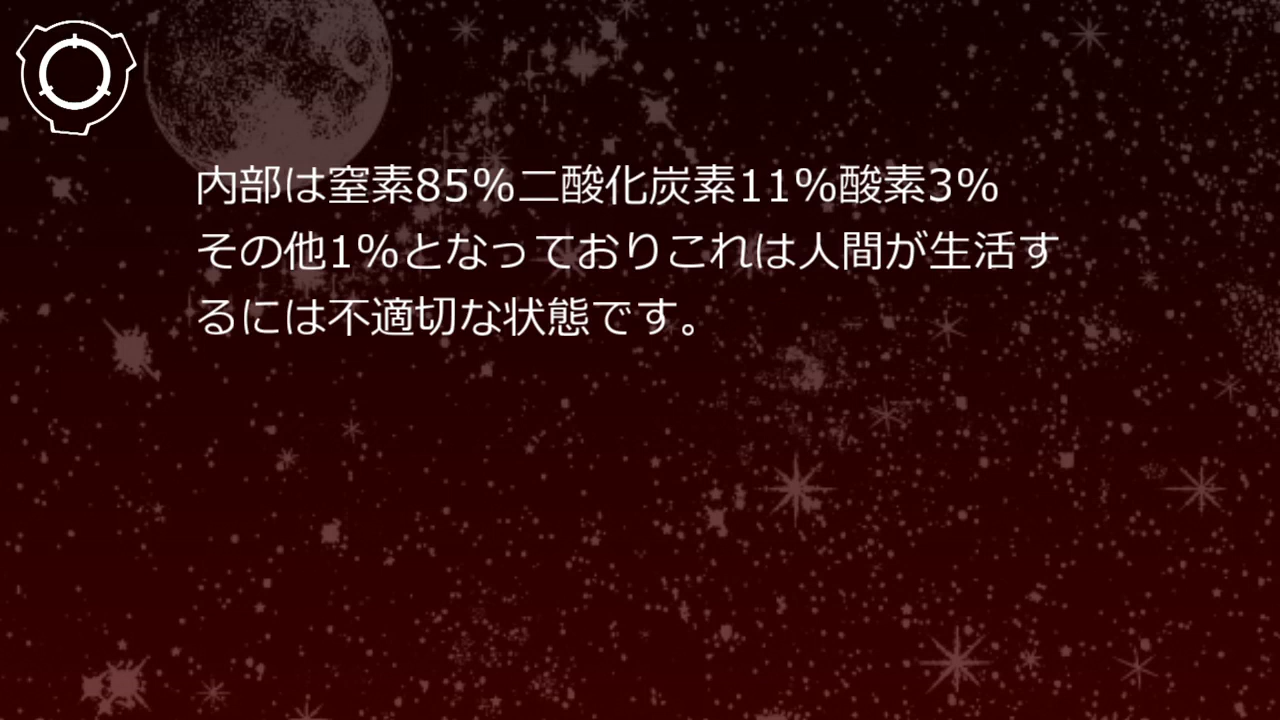 内部は窒素85%二酸化炭素11%酸素3%
その他1%となっておりこれは人間が生活す
るには不適切な状態です。